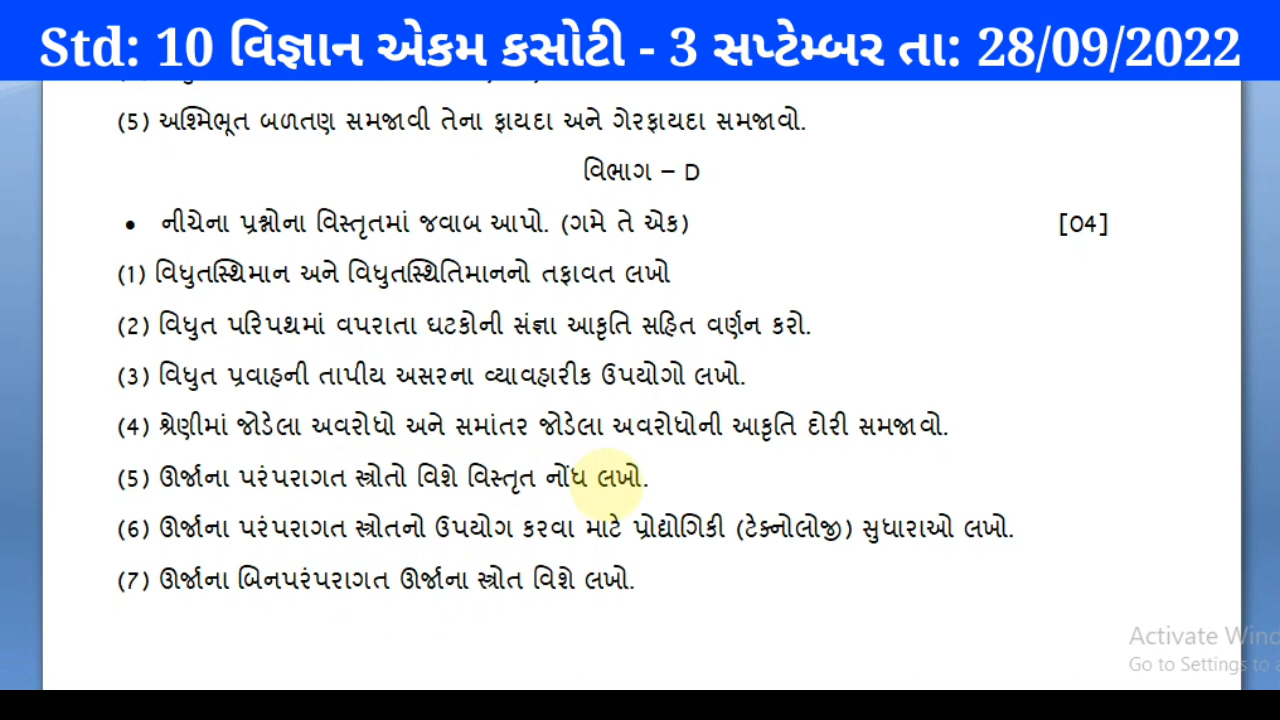 Std: 10 વિજ્ઞાન એકમ કસોટી - 3 સપ્ટેમ્બર તા: 28/09/2022
(5) અશ્મિભૂત બળતણ સમજાવી તેના ફાયદા અને ગેરફાયદા સમજાવો.
વિભાગ – D
• નીચેના પ્રશ્નોના વિસ્તૃતમાં જવાબ આપો. (ગમે તે એક) [04]
(1) વિધુતસ્થિમાન અને વિધુતસ્થિતિમાનનો તફાવત લખો
(2) વિધુત પરિપથમાં વપરાતા ઘટકોની સંજ્ઞા આકૃતિ સહિત વર્ણન કરો.
(3) વિધુત પ્રવાહની તાપીય અસરના વ્યાવહારીક ઉપયોગો લખો.
(4) શ્રેણીમાં જોડેલા અવરોધો અને સમાંતર જોડેલા અવરોધોની આકૃતિ દોરી સમજાવો.
(5) ઊર્જાના પરંપરાગત સ્ત્રોતો વિશે વિસ્તૃત નોંધ લખો.
(6) ઊર્જાના પરંપરાગત સ્ત્રોતનો ઉપયોગ કરવા માટે પ્રોદ્યોગિકી (ટેક્નોલોજી) સુધારાઓ લખો.
(7) ઊર્જાના બિનપરંપરાગત ઊર્જાના સ્ત્રોત વિશે લખો.
Activate Wind
Go to Settings to a